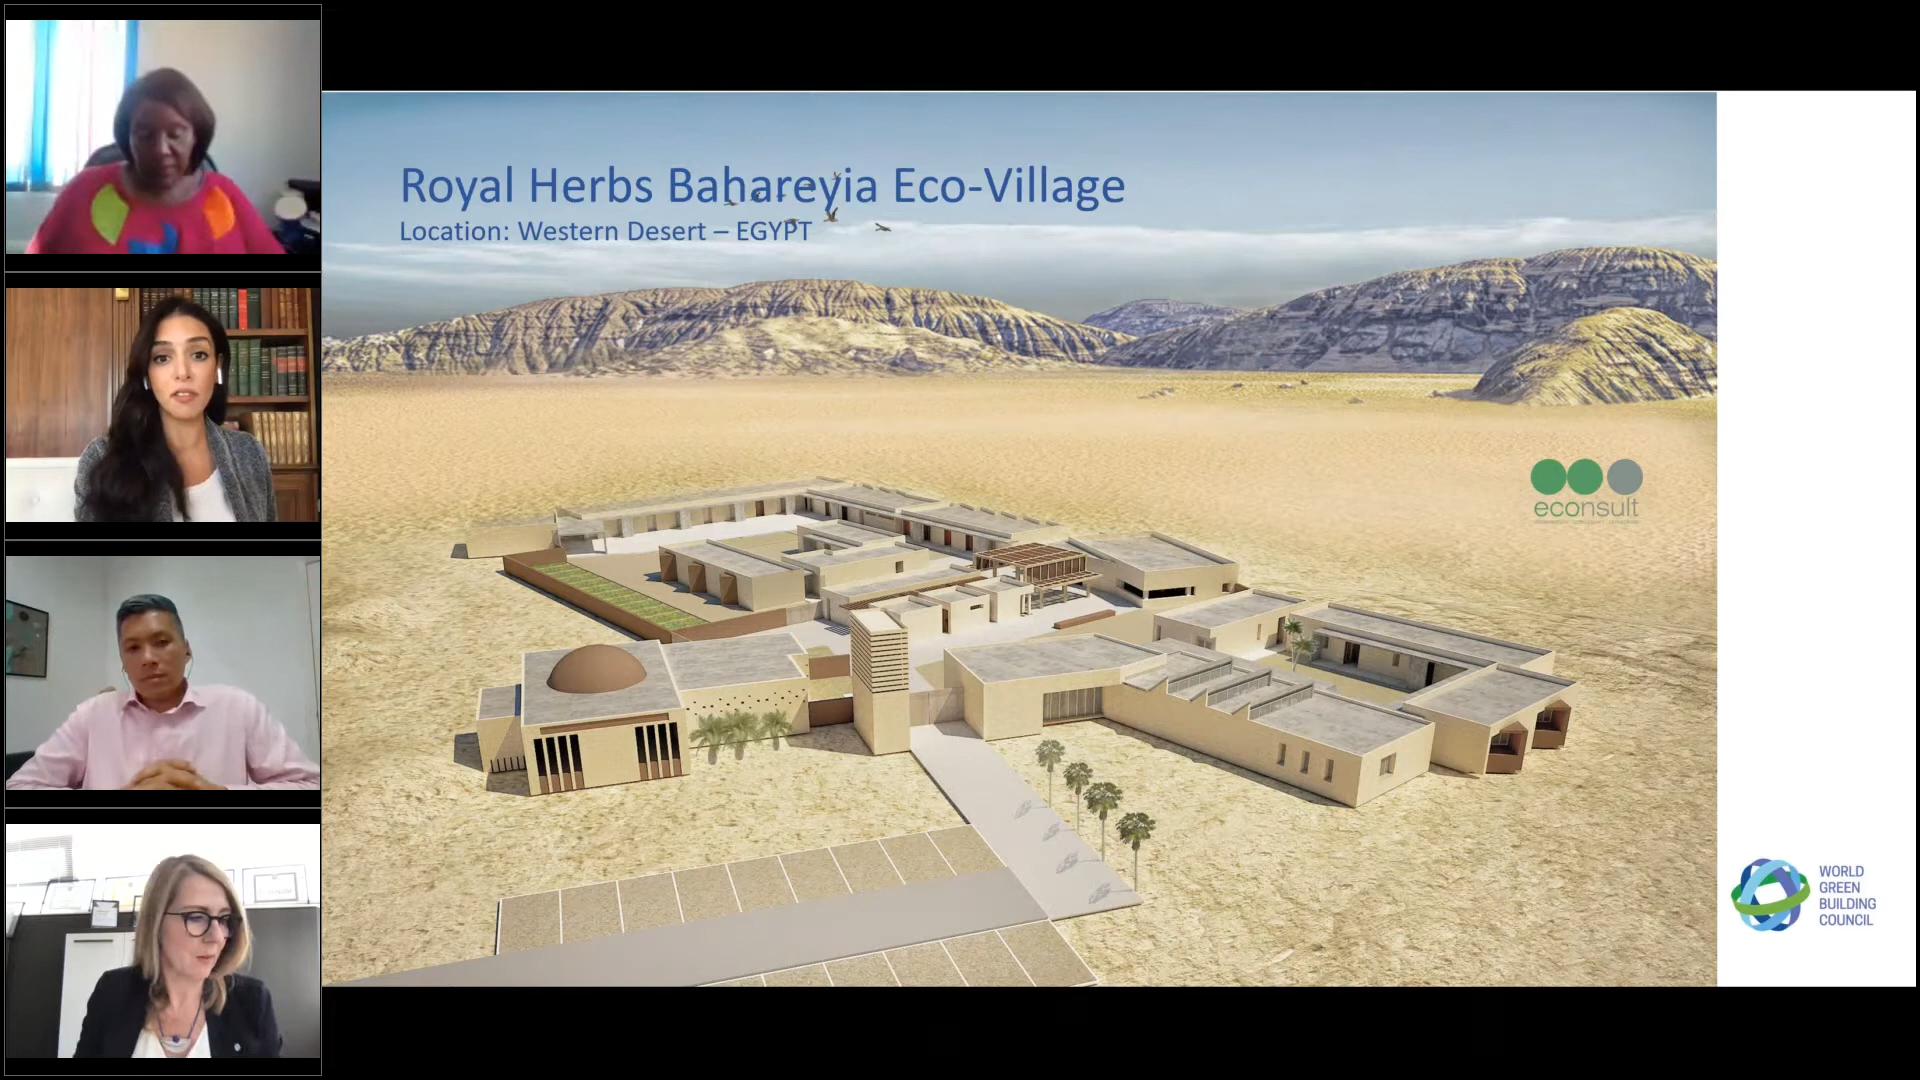 Royal Herbs Bahareyia Eco-Village
Location: Western Desert – EGYPT
econsult
WORLD
GREEN
BUILDING
COUNCIL